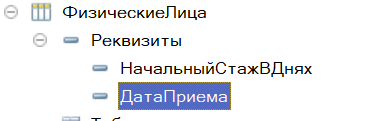 ФизическиеЛица
Реквизиты
НачальныйСтажВДнях
ДатаПриема